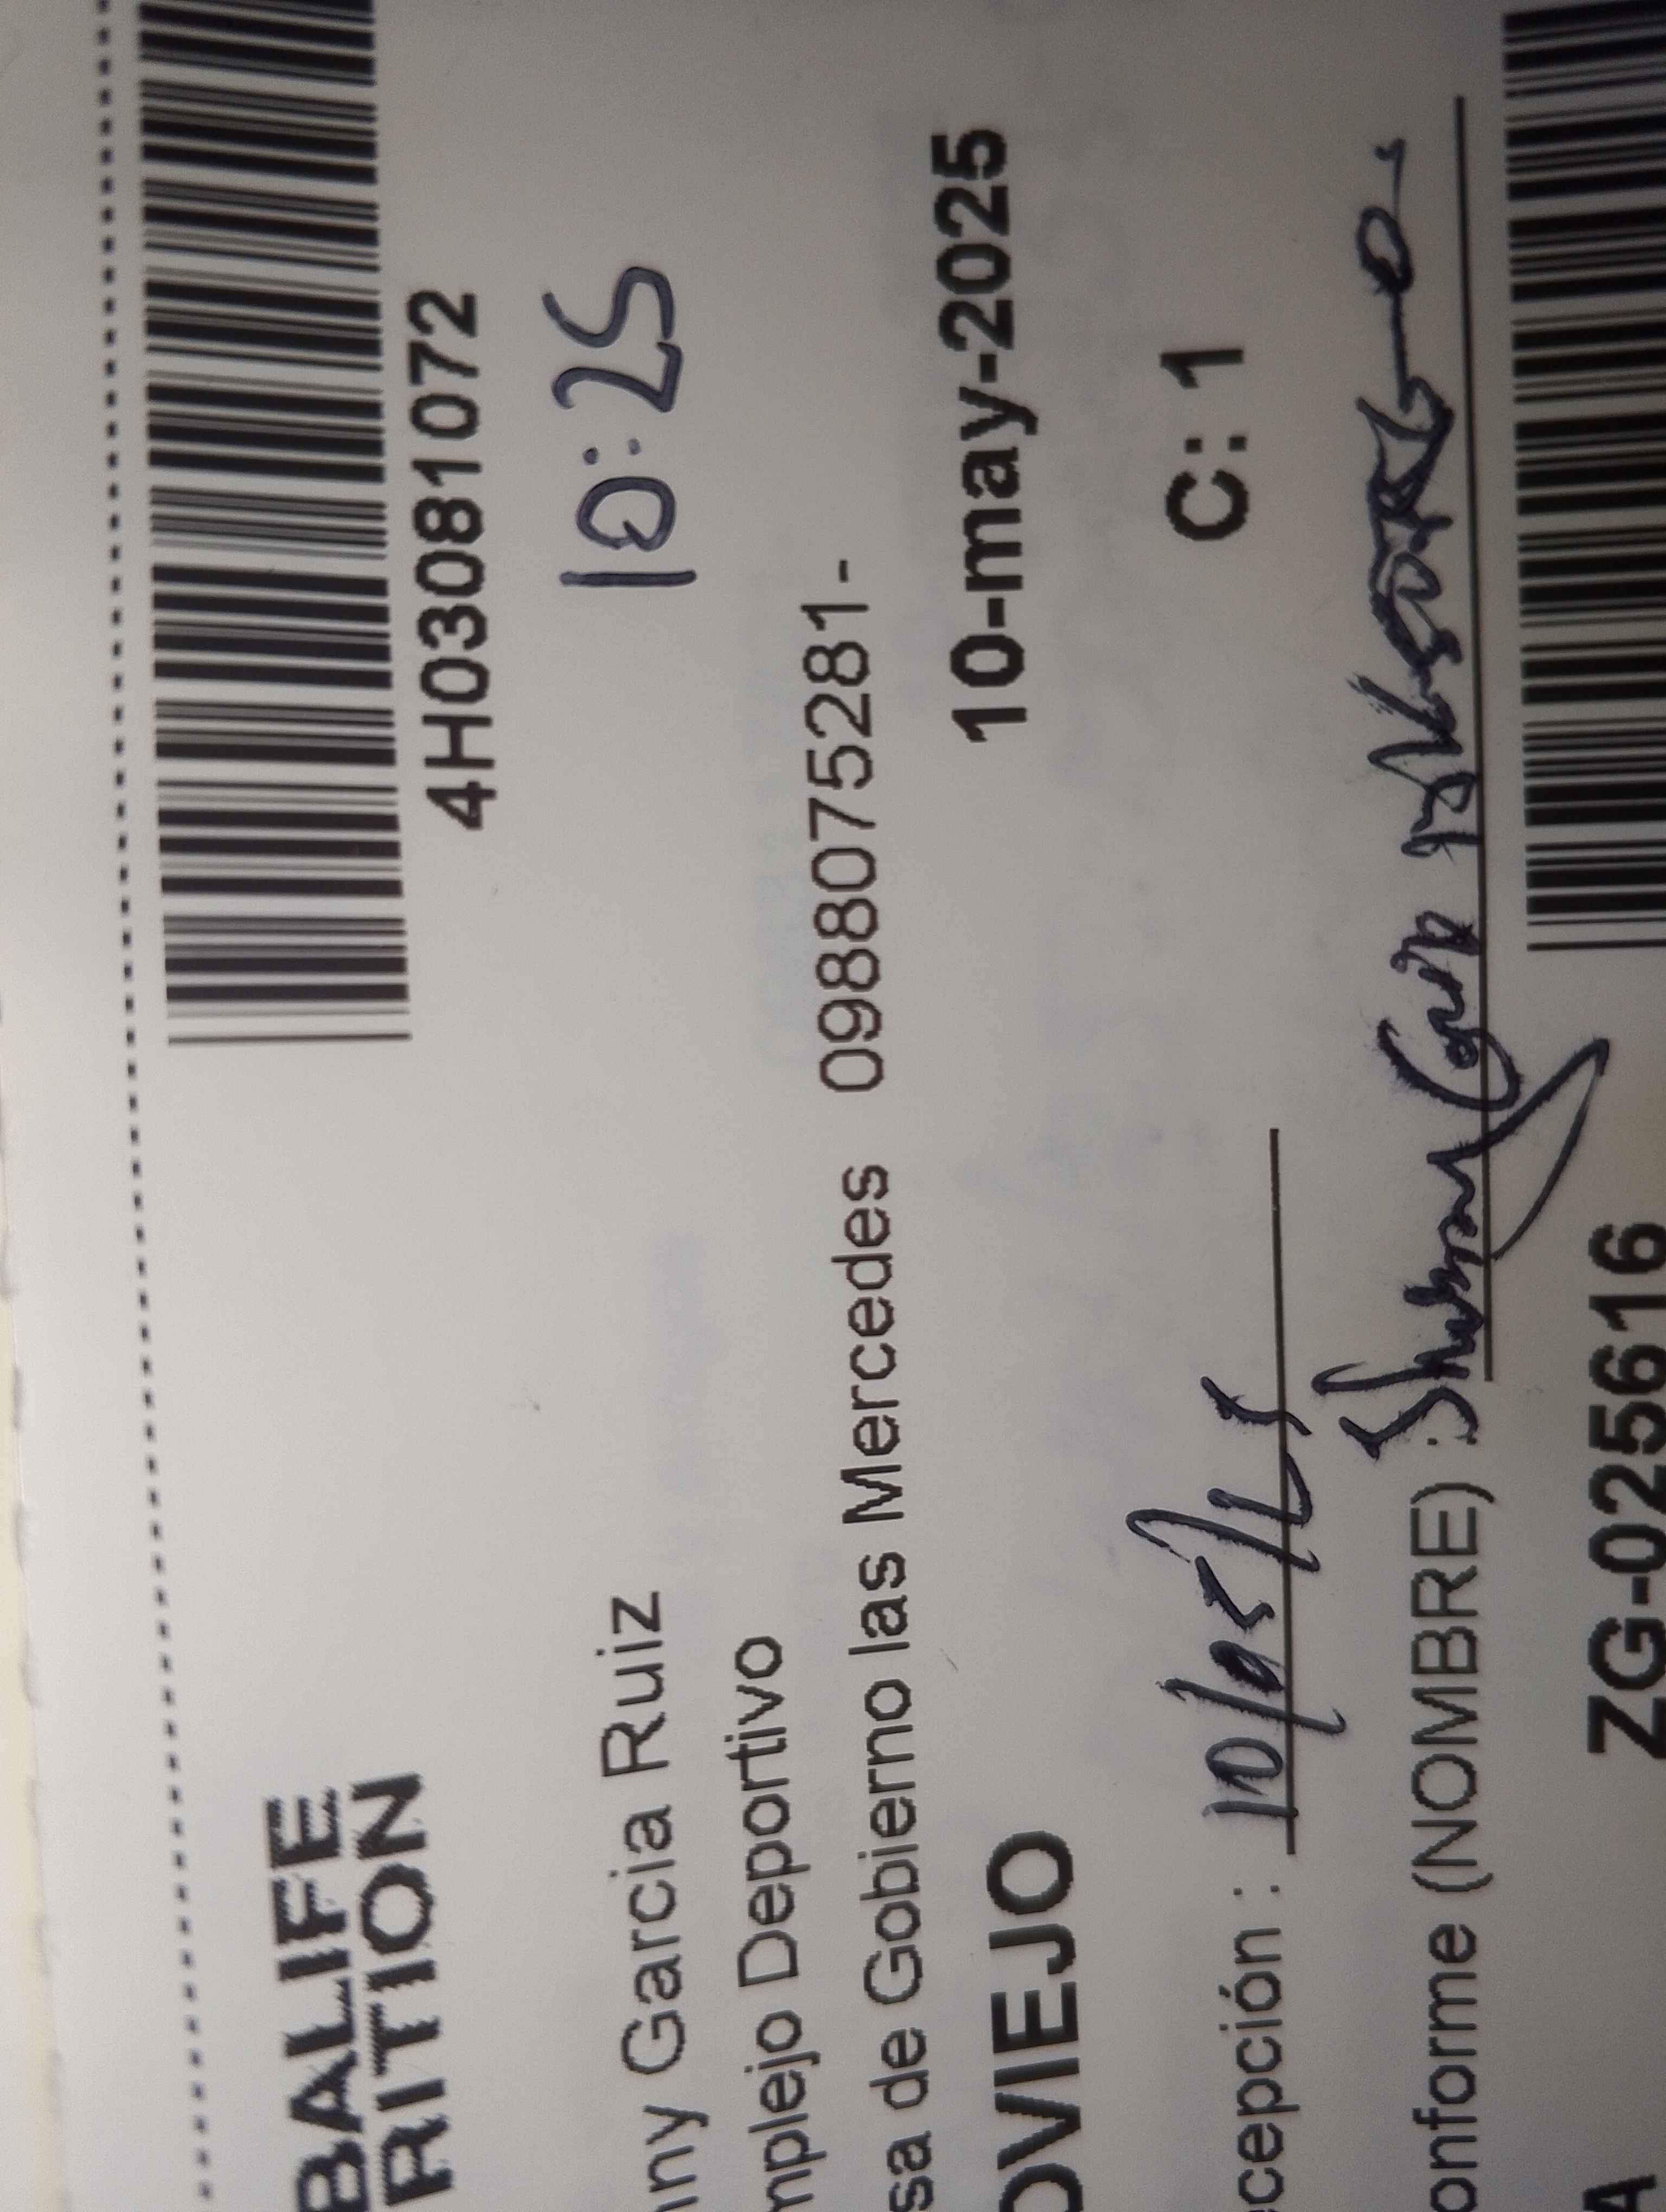 BALIFE
RITION
4H03081072
10:25
ny Garcia Ruiz
mplejo Deportivo
sa de Gobierno las Mercedes 0988075281-
OVIEJO
10-may-2025
C: 1
cepción : 10/05/25
onforme (NOMBRE) :
ZG-025616
A